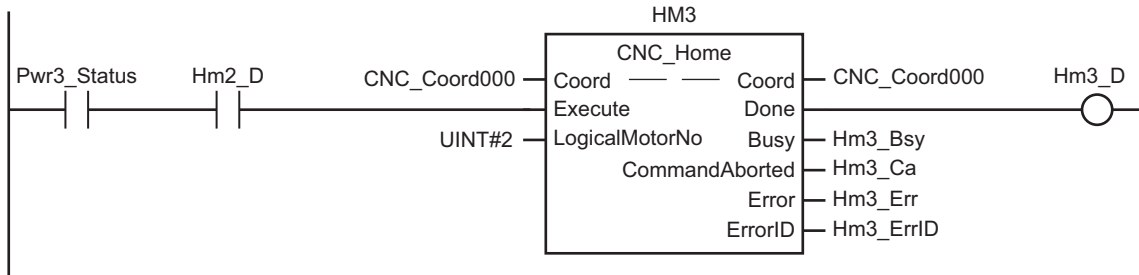 HM3
CNC_Home
Pwr3_Status Hm2_D CNC_Coord000 Coord Coord CNC_Coord000 Hm3_D
Execute Done
UINT#2 LogicalMotorNo Busy Hm3_Bsy
CommandAborted Hm3_Ca
Error Hm3_Err
ErrorID Hm3_ErrID